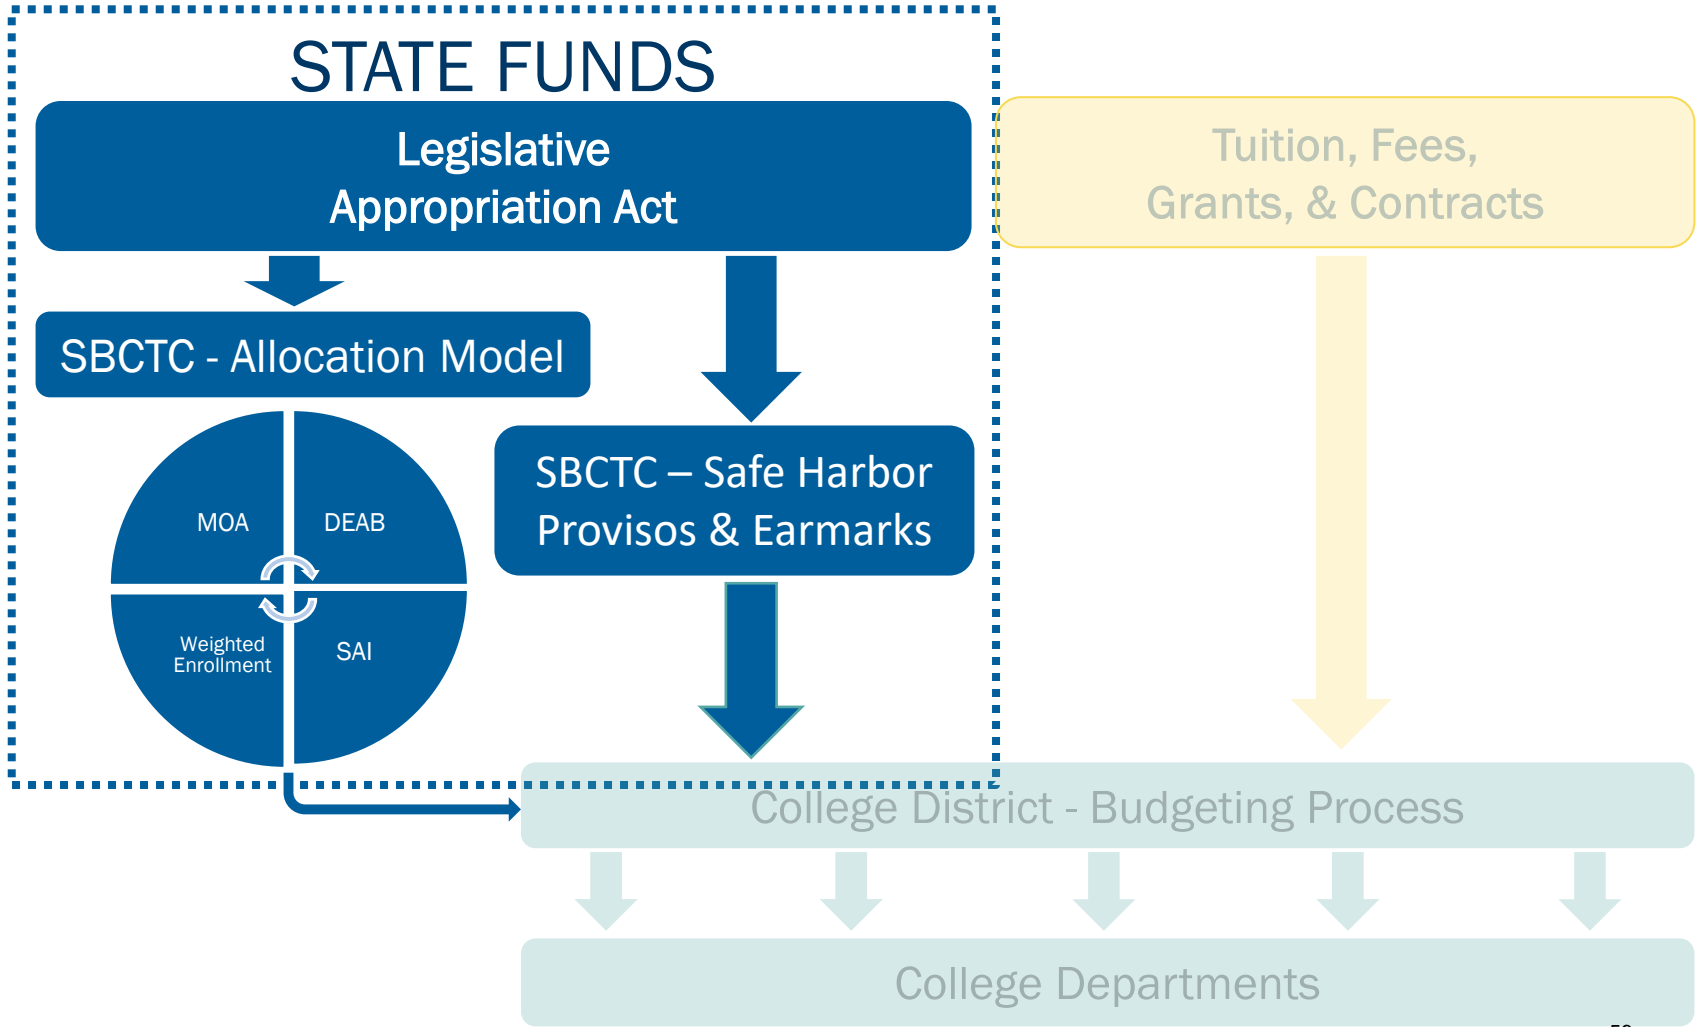 STATE FUNDS
Legislative
Appropriation Act
Tuition, Fees,
Grants, & Contracts
SBCTC - Allocation Model
SBCTC – Safe Harbor
Provisos & Earmarks
MOA
DEAB
Weighted
Enrollment
SAI
College District - Budgeting Process
College Departments